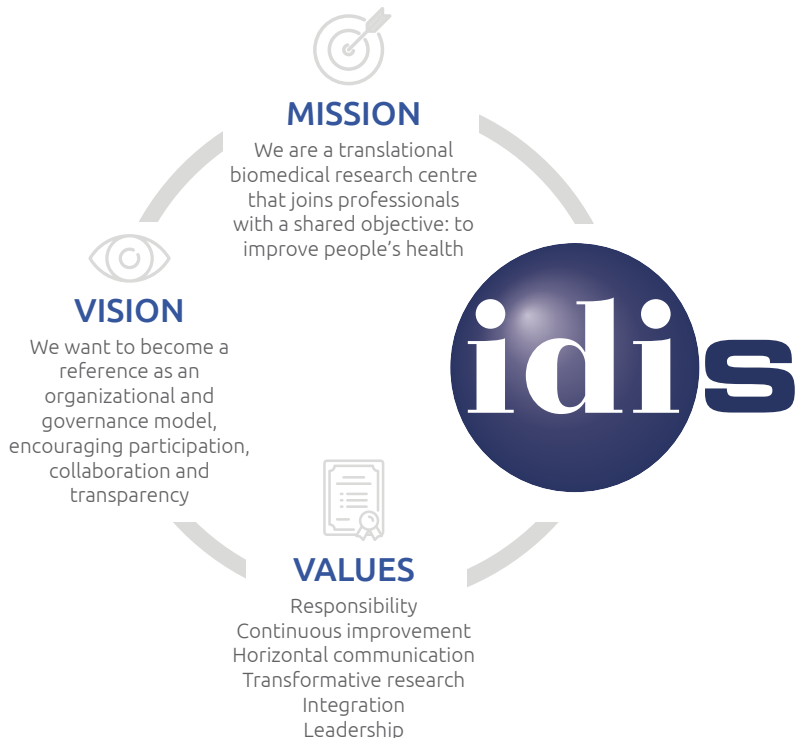 MISSION
We are a translational
biomedical research centre
that joins professionals
with a shared objective: to
improve people’s health
VISION
We want to become a
reference as an
organizational and
governance model,
encouraging participation,
collaboration and
transparency
idis
VALUES
Responsibility
Continuous improvement
Horizontal communication
Transformative research
Integration
Leadership